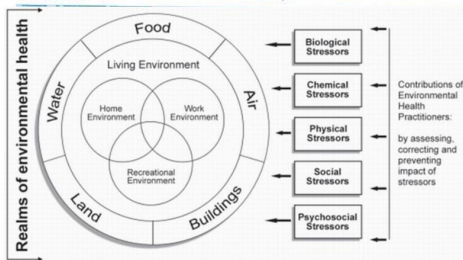 Realms of environmental health
Food
Water
Air
Land
Buildings
Living Environment
Home
Environment
Work
Environment
Recreational
Environment
Biological
Stressors
Chemical
Stressors
Physical
Stressors
Social
Stressors
Psychosocial
Stressors
Contributions of
Environmental
Health
Practitioners:
by assessing,
correcting and
preventing
impact of
stressors